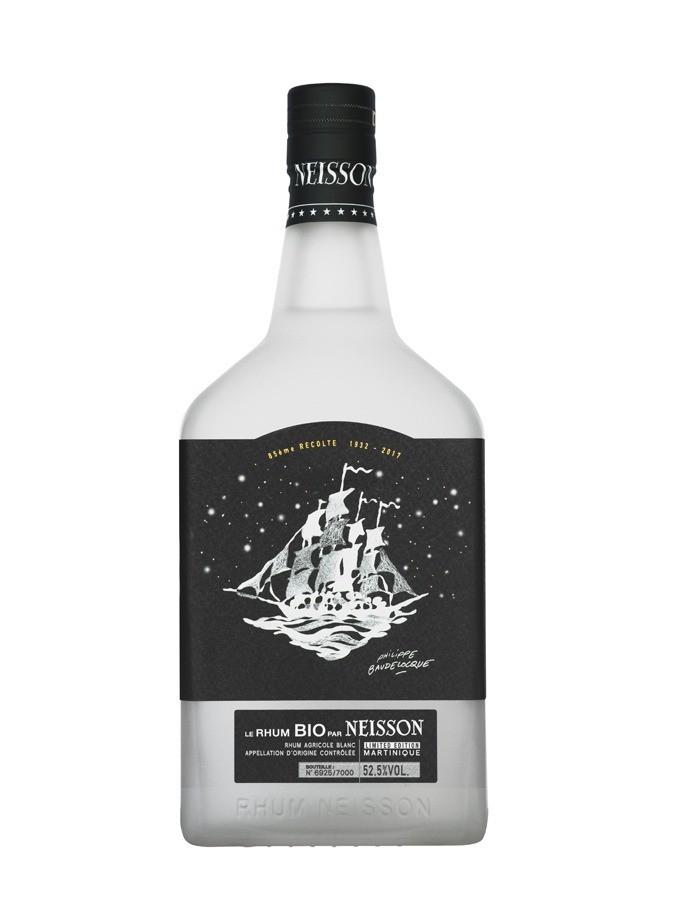 NEISSON
85ème RECOLTE 1932 - 2017
PHILIPPE
BAUDELOCQUE
LE RHUM BIO PAR NEISSON
RHUM AGRICOLE BLANC
APPELLATION D'ORIGINE CONTRÔLÉE
LIMITED EDITION
MARTINIQUE
BOUTEILLE :
N° 6925/7000
52,5%VOL.
RHUM NEISSON